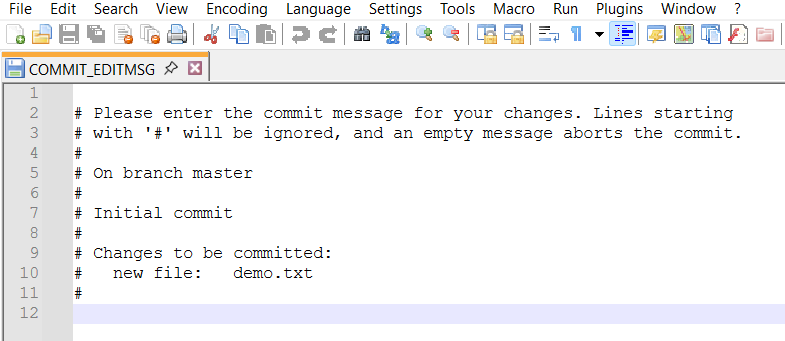 File Edit Search View Encoding Language Settings Tools Macro Run Plugins Window ?
COMMIT_EDITMSG
1
2 # Please enter the commit message for your changes. Lines starting
3 # with '#' will be ignored, and an empty message aborts the commit.
4 #
5 # On branch master
6 #
7 # Initial commit
8 #
9 # Changes to be committed:
10 #   new file:   demo.txt
11 #
12